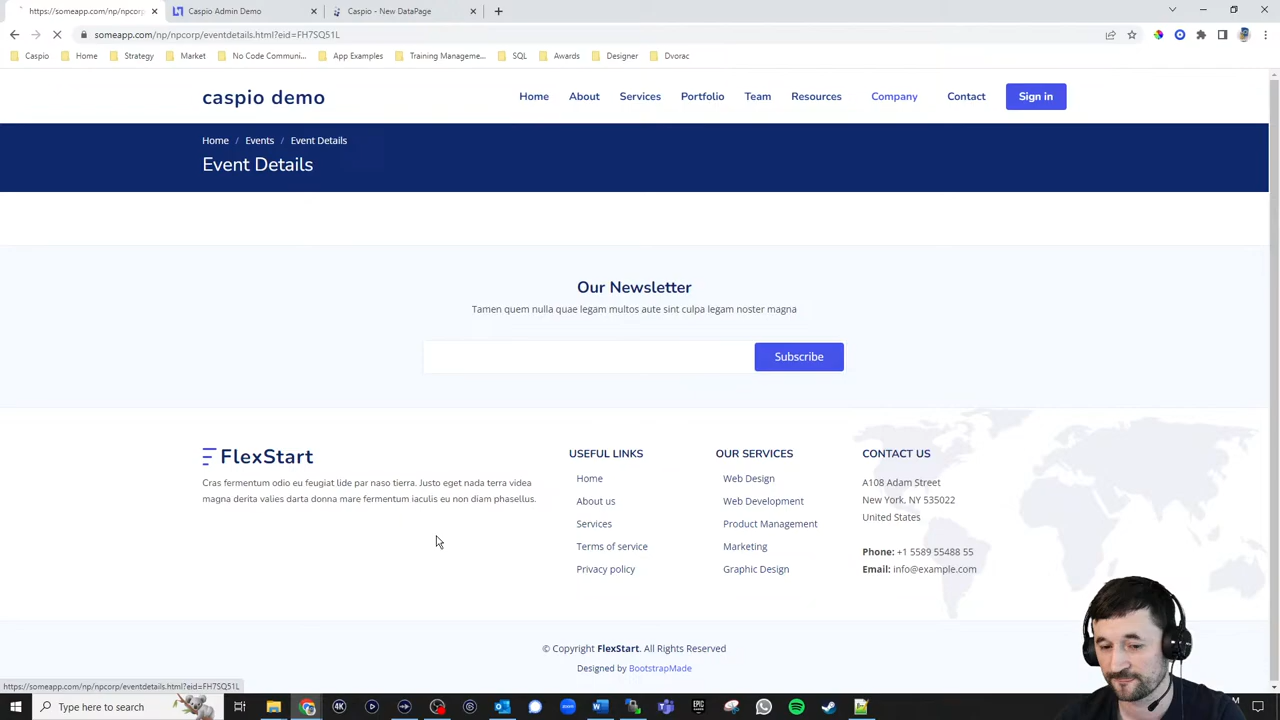 https://someapp.com/np/npcorp/
Caspio Admin Demo
Caspio - New DataPage
someapp.com/np/npcorp/eventdetails.html?eid=FH7SQ51L
Caspio
Home
Strategy
Market
No Code Communi...
App Examples
Training Manageme...
SQL
Awards
Designer
Dvorac
caspio demo
Home
About
Services
Portfolio
Team
Resources
Company
Contact
Sign in
Home / Events / Event Details
Event Details
Our Newsletter
Tamen quem nulla quae legam multos aute sint culpa legam noster magna
Subscribe
FlexStart
Cras fermentum odio eu feugiat lide par naso tierra. Justo eget nada terra videa
magna derita valies darta donna mare fermentum iaculis eu non diam phasellus.
USEFUL LINKS
Home
About us
Services
Terms of service
Privacy policy
OUR SERVICES
Web Design
Web Development
Product Management
Marketing
Graphic Design
CONTACT US
A108 Adam Street
New York, NY 535022
United States
Phone: +1 5589 55488 55
Email: info@example.com
© Copyright FlexStart. All Rights Reserved
Designed by BootstrapMade
https://someapp.com/np/npcorp/eventdetails.html?eid=FH7SQ51L
Type here to search
4K